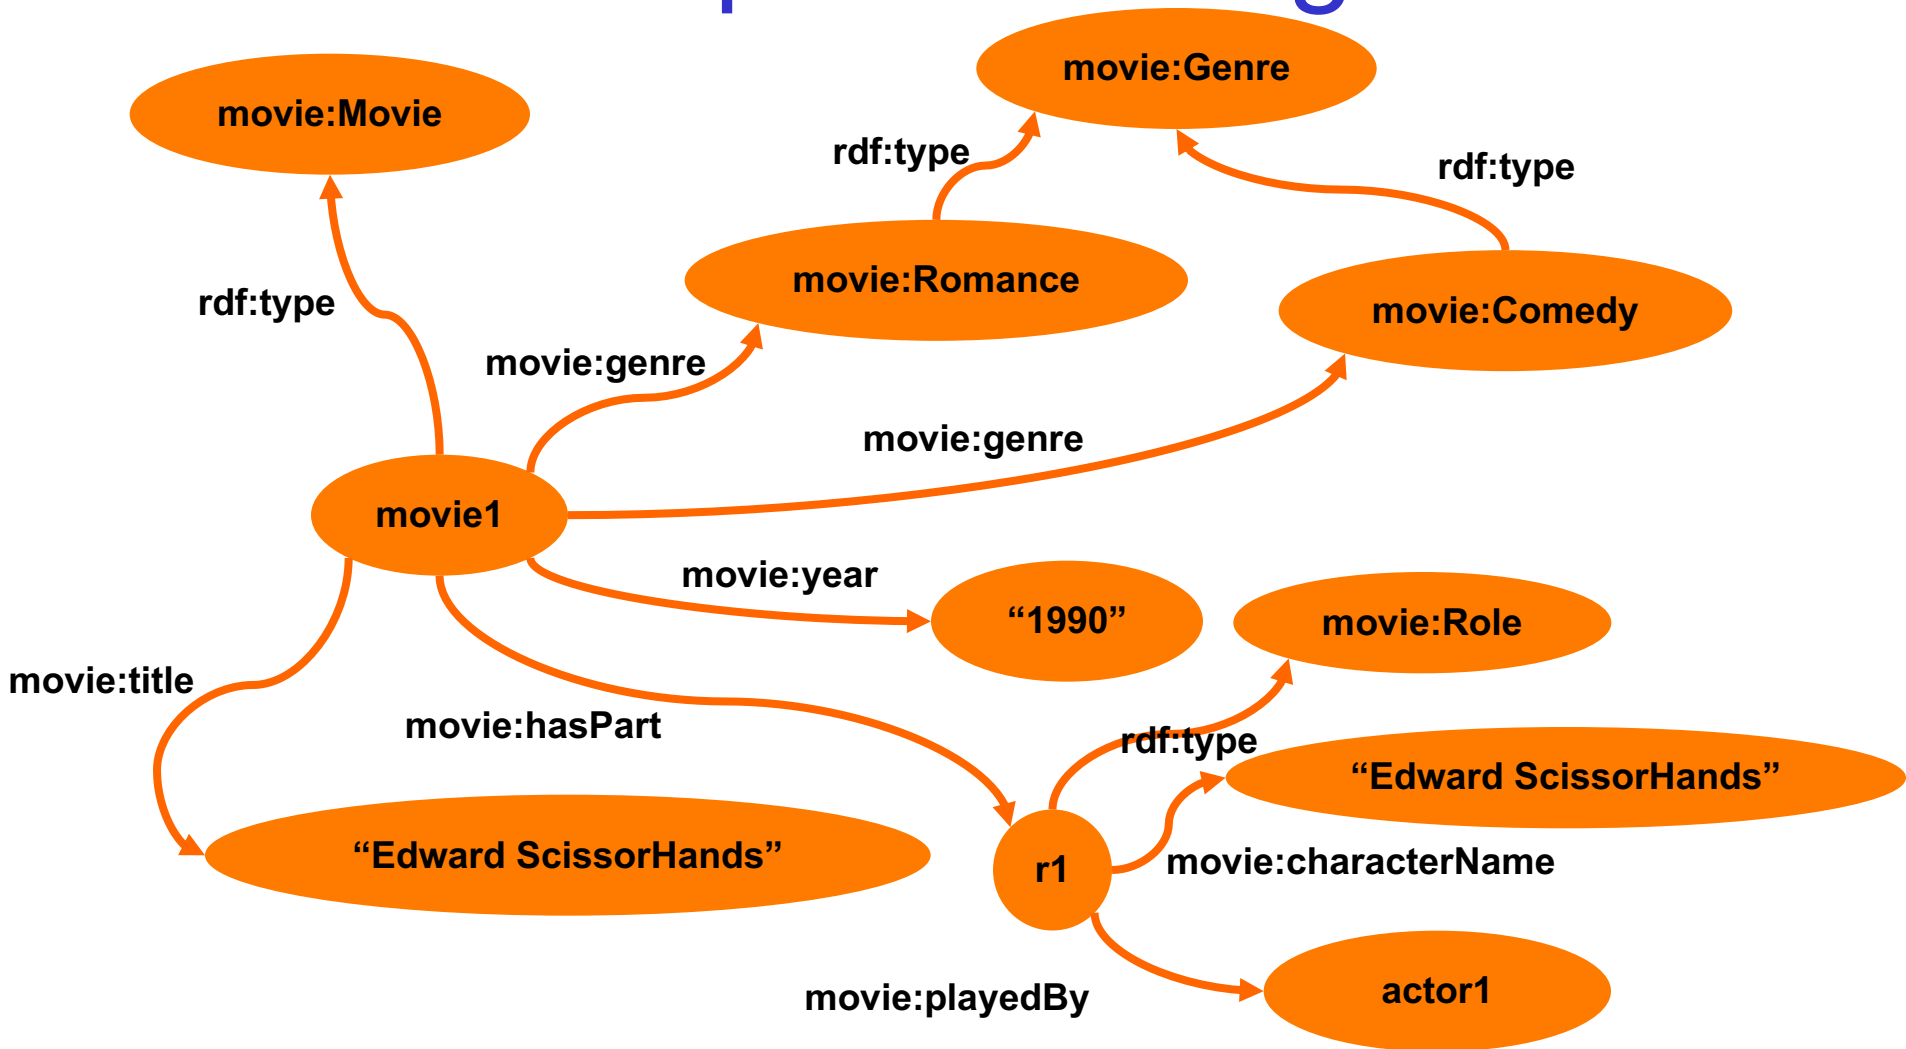 movie:Genre
movie:Movie
rdf:type
rdf:type
movie:Romance
rdf:type
movie:Comedy
movie:genre
movie:genre
movie1
movie:year
“1990”
movie:Role
movie:title
movie:hasPart
rdf:type
“Edward ScissorHands”
“Edward ScissorHands”
r1
movie:characterName
movie:playedBy
actor1